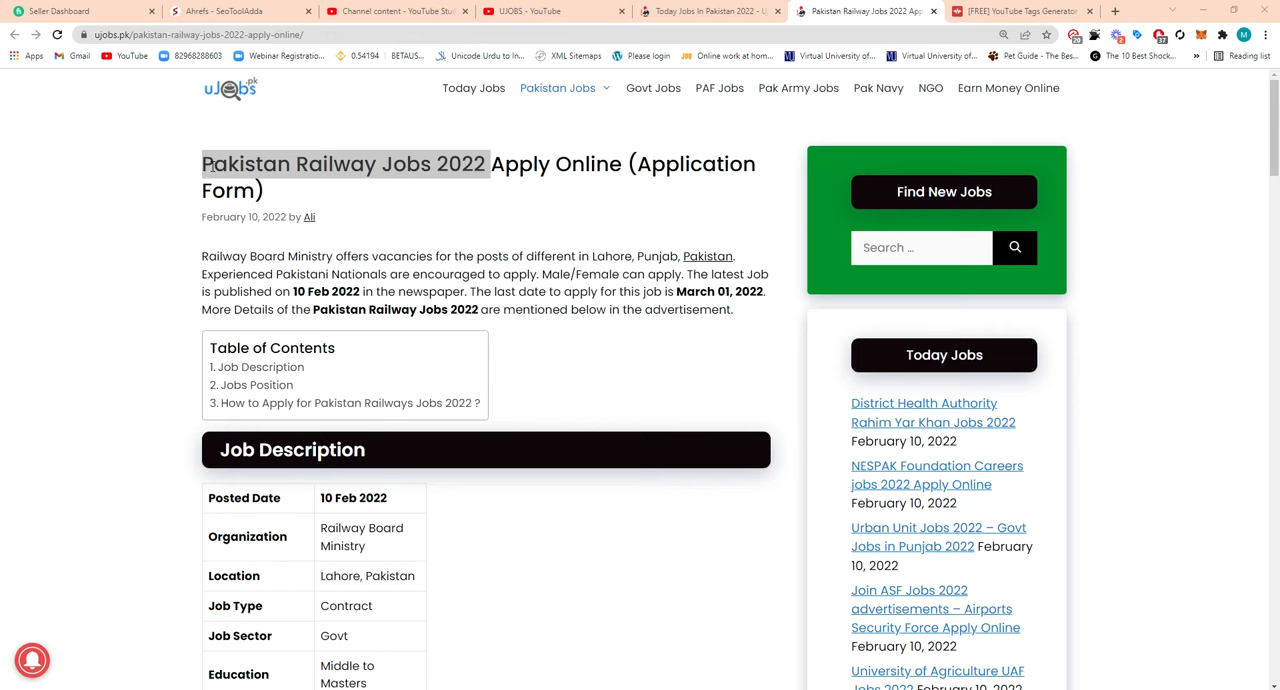 Seller Dashboard
Ahrefs - SeoToolAdda
Channel content - YouTube Stu
UJOBS - YouTube
Today Jobs In Pakistan 2022 - U
Pakistan Railway Jobs 2022 App
[FREE] YouTube Tags Generator
ujobs.pk/pakistan-railway-jobs-2022-apply-online/
20
2
37
M
Apps
Gmail
YouTube
82968288603
Webinar Registratio...
0.54194 | BETAUS...
Unicode Urdu to In...
XML Sitemaps
Please login
Online work at hom...
Virtual University of...
Virtual University of...
Pet Guide - The Bes...
The 10 Best Shock...
»
Reading list
uJobs.pk
Today Jobs
Pakistan Jobs
Govt Jobs
PAF Jobs
Pak Army Jobs
Pak Navy
NGO
Earn Money Online
Pakistan Railway Jobs 2022 Apply Online (Application
Form)
February 10, 2022 by Ali
Railway Board Ministry offers vacancies for the posts of different in Lahore, Punjab, Pakistan.
Experienced Pakistani Nationals are encouraged to apply. Male/Female can apply. The latest Job
is published on 10 Feb 2022 in the newspaper. The last date to apply for this job is March 01, 2022.
More Details of the Pakistan Railway Jobs 2022 are mentioned below in the advertisement.
Table of Contents
1. Job Description
2. Jobs Position
3. How to Apply for Pakistan Railways Jobs 2022 ?
Job Description
Posted Date
10 Feb 2022
Organization
Railway Board
Ministry
Location
Lahore, Pakistan
Job Type
Contract
Job Sector
Govt
Education
Middle to
Masters
Find New Jobs
Search …
Today Jobs
District Health Authority
Rahim Yar Khan Jobs 2022
February 10, 2022
NESPAK Foundation Careers
jobs 2022 Apply Online
February 10, 2022
Urban Unit Jobs 2022 – Govt
Jobs in Punjab 2022 February
10, 2022
Join ASF Jobs 2022
advertisements – Airports
Security Force Apply Online
February 10, 2022
University of Agriculture UAF
Jobs 2022 February 10, 2022